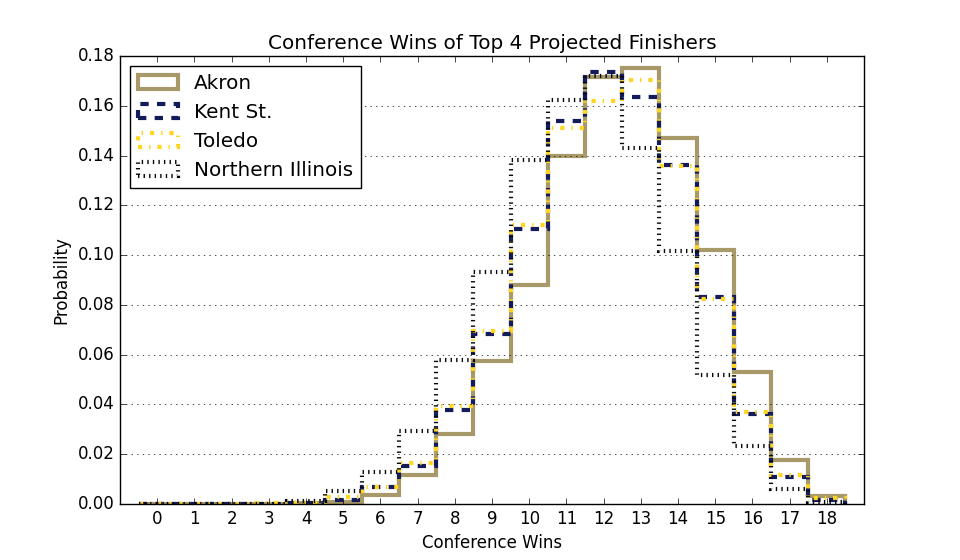 Conference Wins of Top 4 Projected Finishers
0.18
0.16
0.14
0.12
0.10
0.08
0.06
0.04
0.02
0.00
Probability
Akron
Kent St.
Toledo
Northern Illinois
0 1 2 3 4 5 6 7 8 9 10 11 12 13 14 15 16 17 18
Conference Wins